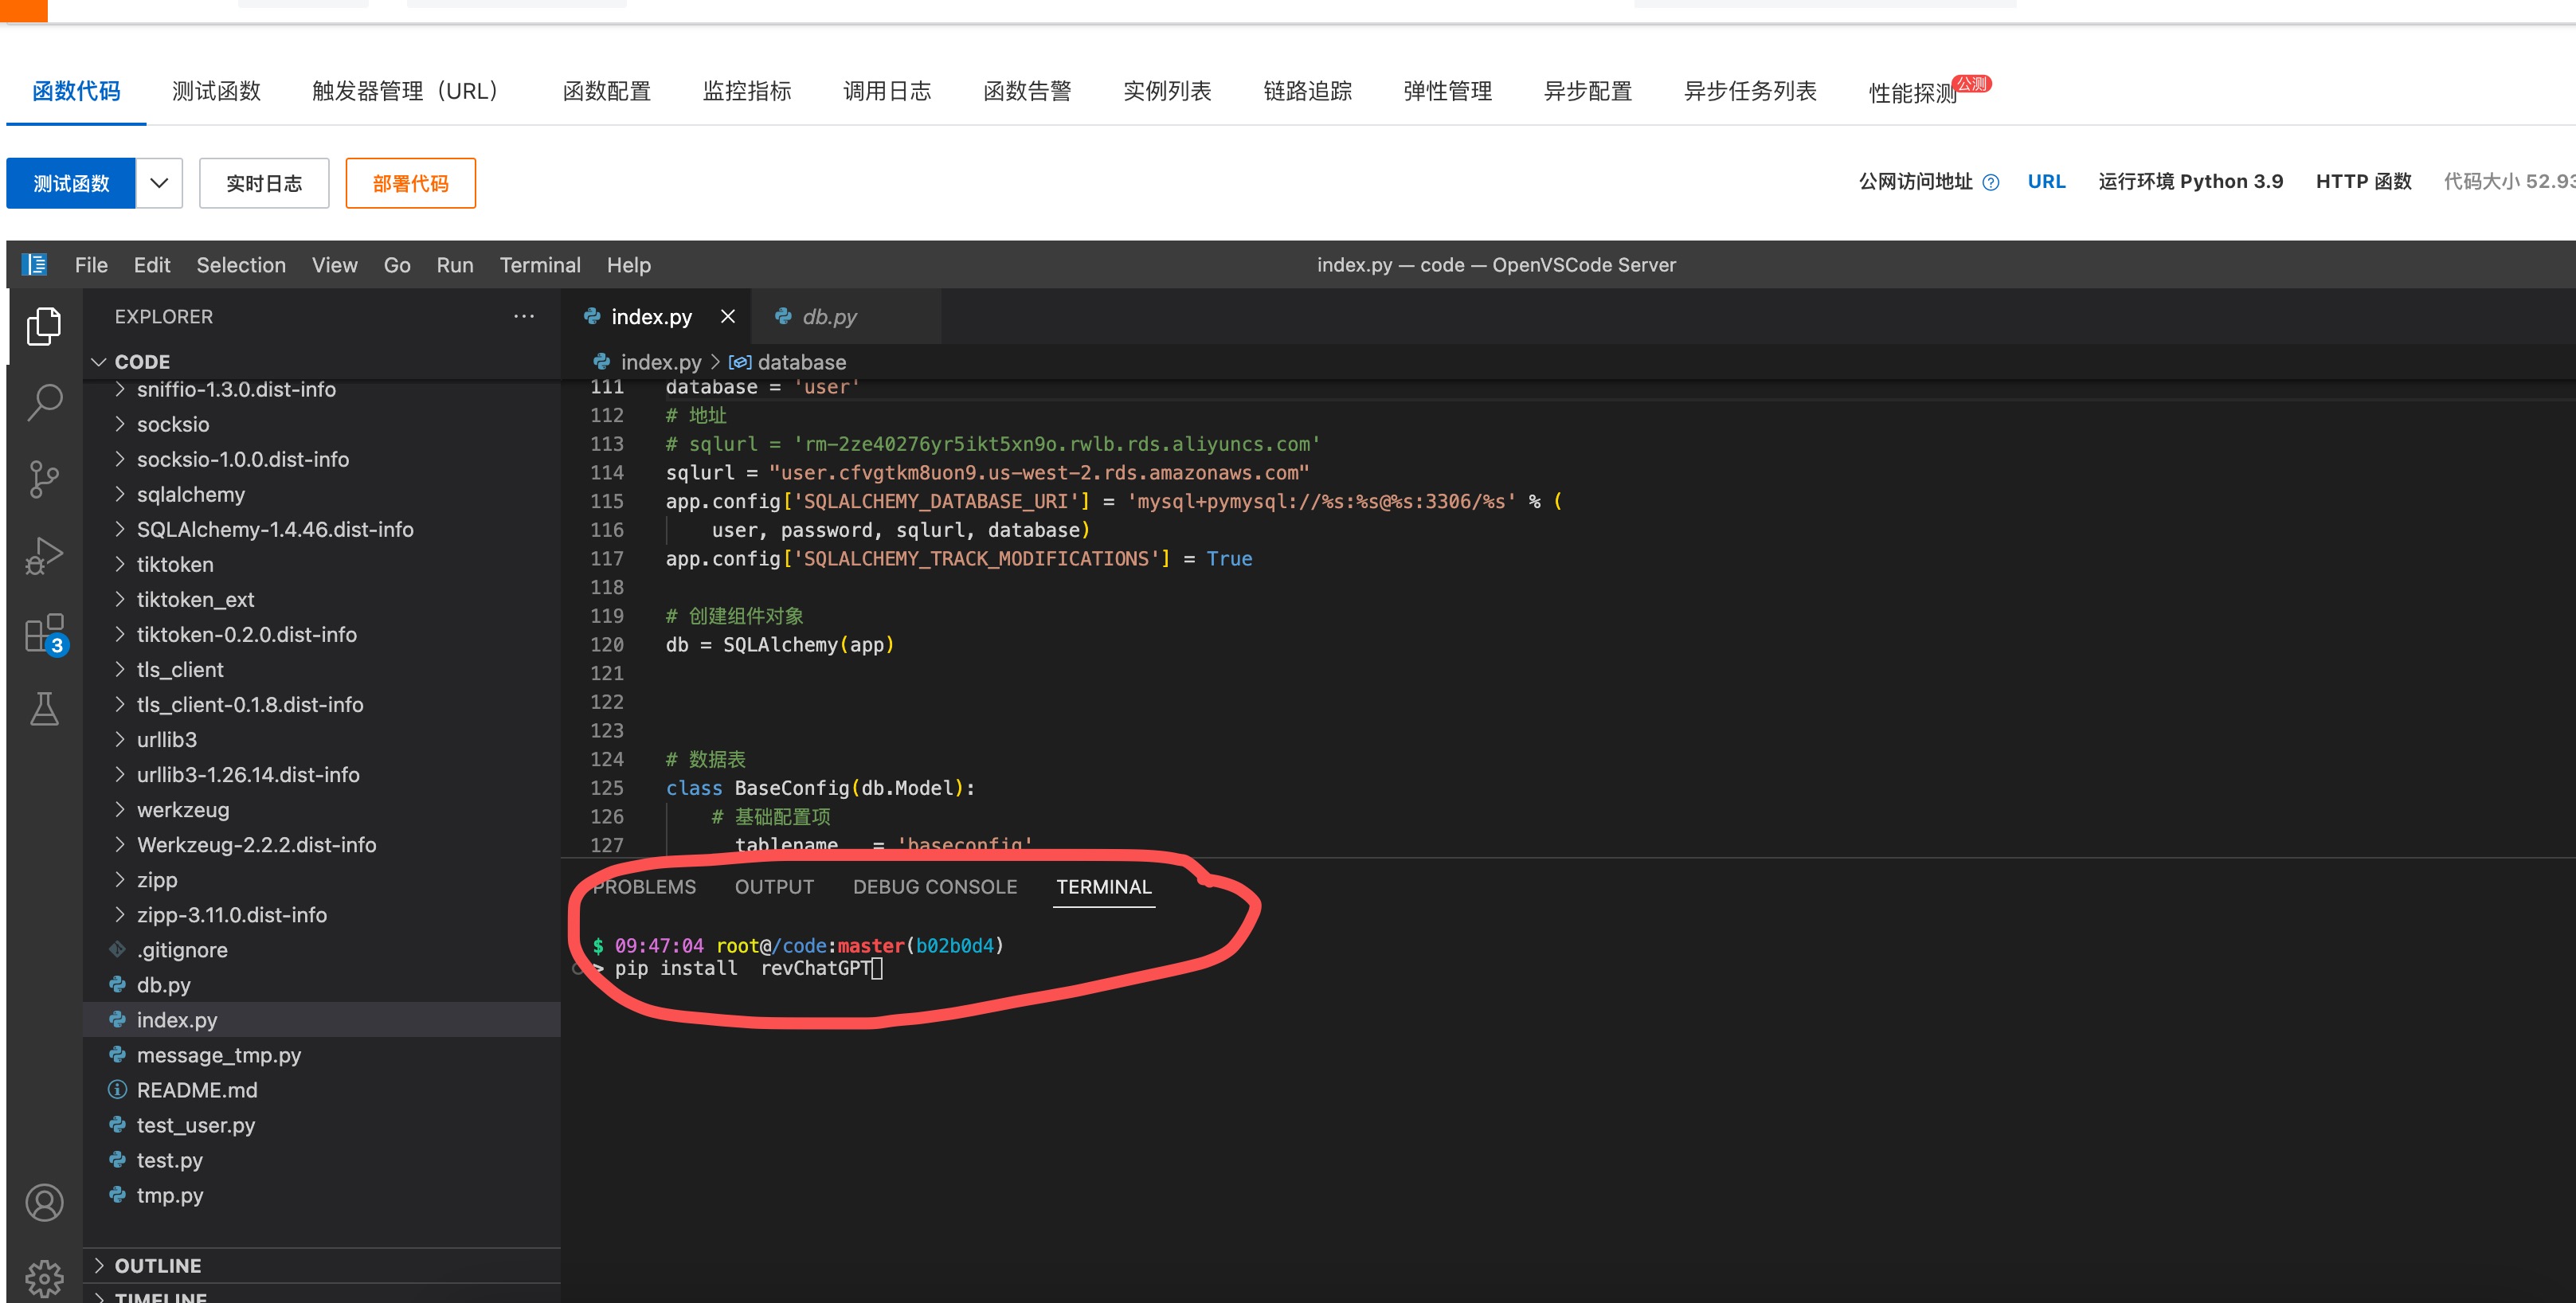 函数代码 测试函数 触发器管理（URL） 函数配置 监控指标 调用日志 函数告警 实例列表 链路追踪 弹性管理 异步配置 异步任务列表 性能探测 公测
测试函数 实时日志 部署代码 公网访问地址 ? URL 运行环境 Python 3.9 HTTP 函数 代码大小 52.93
File Edit Selection View Go Run Terminal Help index.py — code — OpenVSCode Server
EXPLORER ···
CODE
sniffio-1.3.0.dist-info
socksio
socksio-1.0.0.dist-info
sqlalchemy
SQLAlchemy-1.4.46.dist-info
tiktoken
tiktoken_ext
tiktoken-0.2.0.dist-info
tls_client
tls_client-0.1.8.dist-info
urllib3
urllib3-1.26.14.dist-info
werkzeug
Werkzeug-2.2.2.dist-info
zipp
zipp-3.11.0.dist-info
.gitignore
db.py
index.py
message_tmp.py
README.md
test_user.py
test.py
tmp.py
OUTLINE
TIMELINE
3
index.py db.py
index.py > database
111 database = 'user'
112 # 地址
113 # sqlurl = 'rm-2ze40276yr5ikt5xn9o.rwlb.rds.aliyuncs.com'
114 sqlurl = "user.cfvgtkm8uon9.us-west-2.rds.amazonaws.com"
115 app.config['SQLALCHEMY_DATABASE_URI'] = 'mysql+pymysql://%s:%s@%s:3306/%s' % (
116 user, password, sqlurl, database)
117 app.config['SQLALCHEMY_TRACK_MODIFICATIONS'] = True
118
119 # 创建组件对象
120 db = SQLAlchemy(app)
121
122
123
124 # 数据表
125 class BaseConfig(db.Model):
126 # 基础配置项
127 tablename = 'baseconfig'
PROBLEMS OUTPUT DEBUG CONSOLE TERMINAL
$ 09:47:04 root@/code:master(b02b0d4)
> pip install  revChatGPT